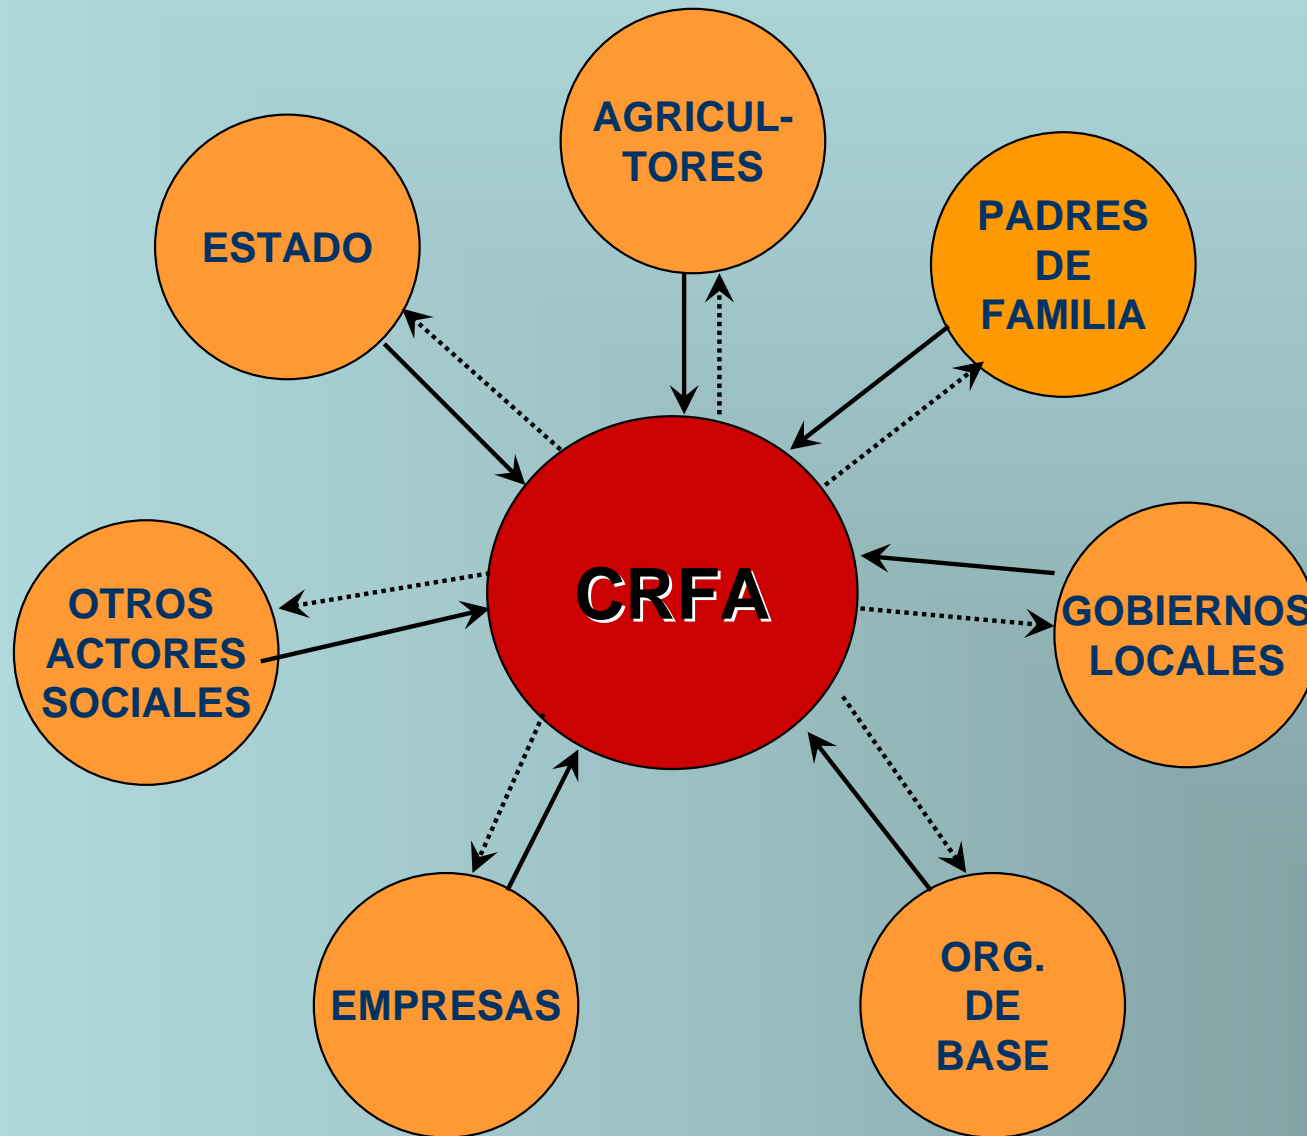 AGRICUL-
TORES
ESTADO
PADRES
DE
FAMILIA
CRFA
OTROS
ACTORES
SOCIALES
GOBIERNOS
LOCALES
EMPRESAS
ORG.
DE
BASE